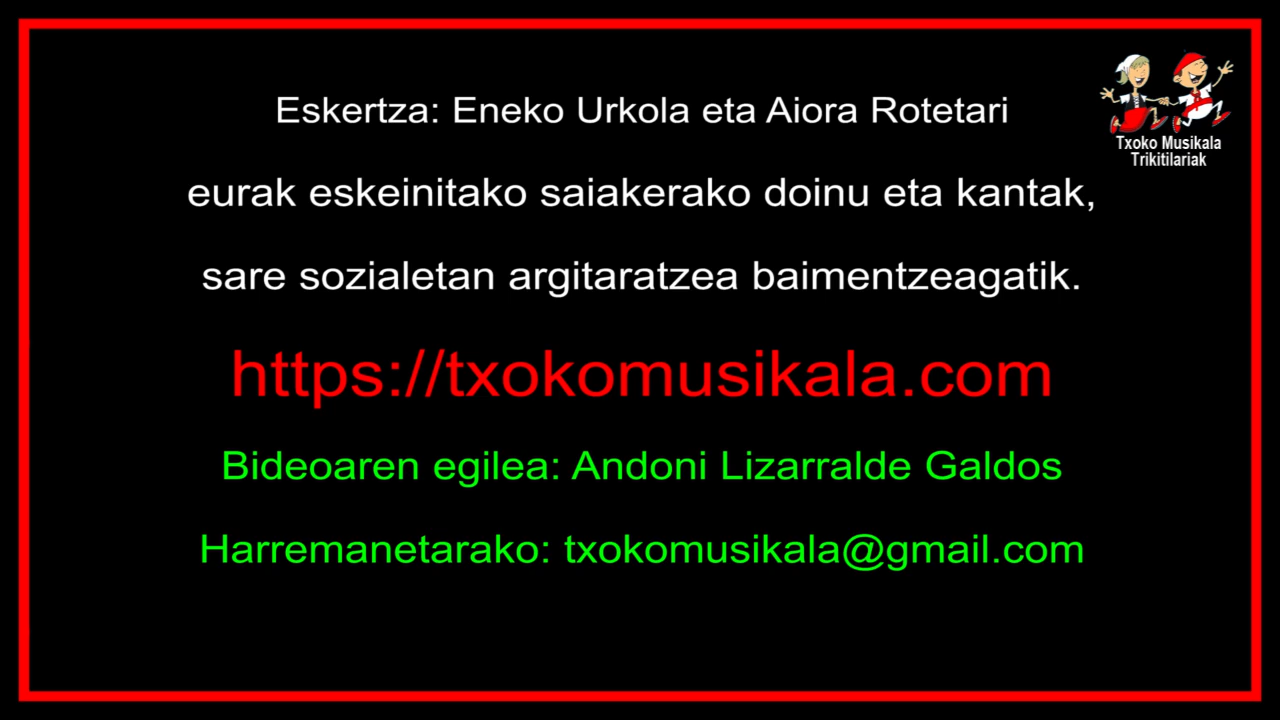 Eskertza: Eneko Urkola eta Aiora Rotetari
eurak eskeinitako saiakerako doinu eta kantak,
sare sozialetan argitaratzea baimentzeagatik.
https://txokomusikala.com
Bideoaren egilea: Andoni Lizarralde Galdos
Harremanetarako: txokomusikala@gmail.com
Txoko Musikala
Trikitilariak